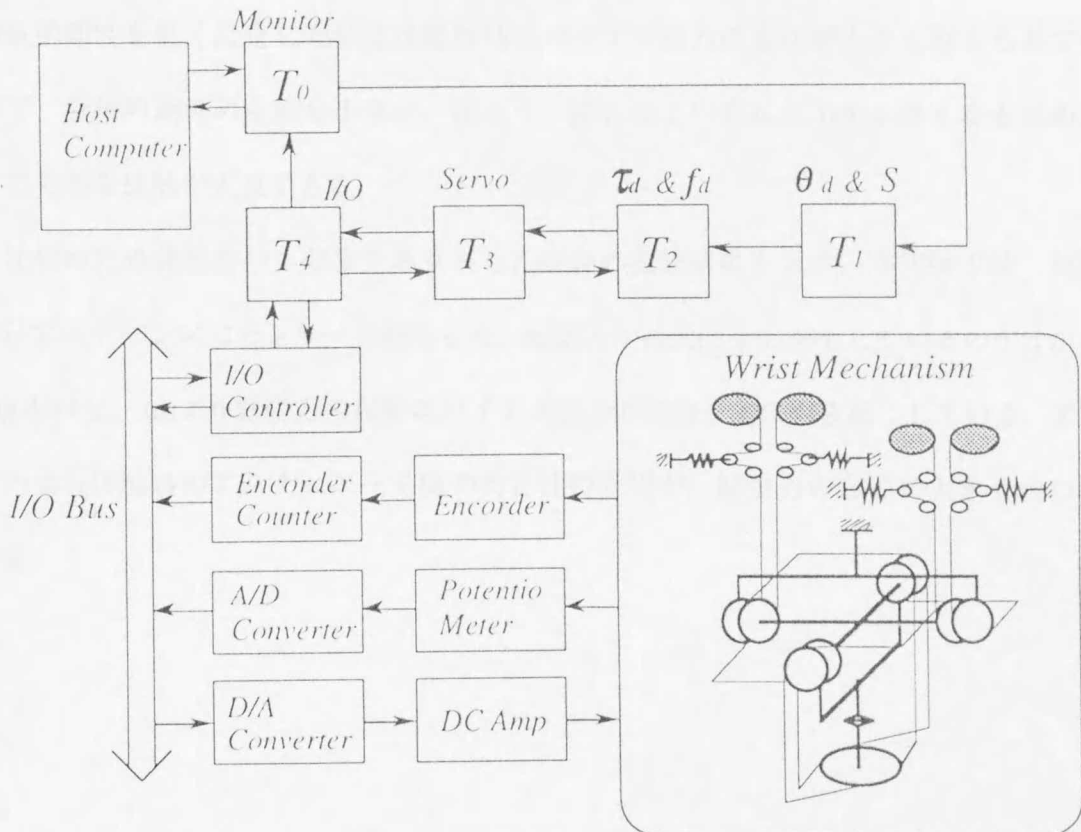 Monitor
T0
Host
Computer
I/O
Servo
τd & fd
θd & S
T4
T3
T2
T1
I/O
Controller
Wrist Mechanism
I/O Bus
Encorder
Counter
Encorder
A/D
Converter
Potentio
Meter
D/A
Converter
DC Amp